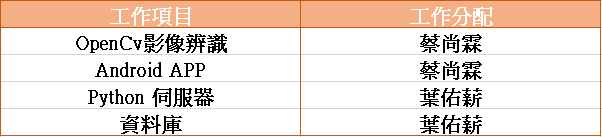 工作項目 工作分配
OpenCv影像辨識 蔡尚霖
Android APP 蔡尚霖
Python 伺服器 葉佑薪
資料庫 葉佑薪